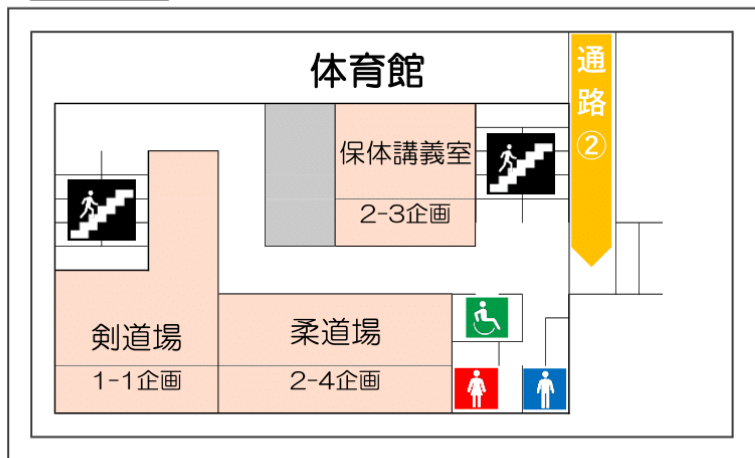 体育館
通路②
保体講義室
2-3企画
剣道場
1-1企画
柔道場
2-4企画